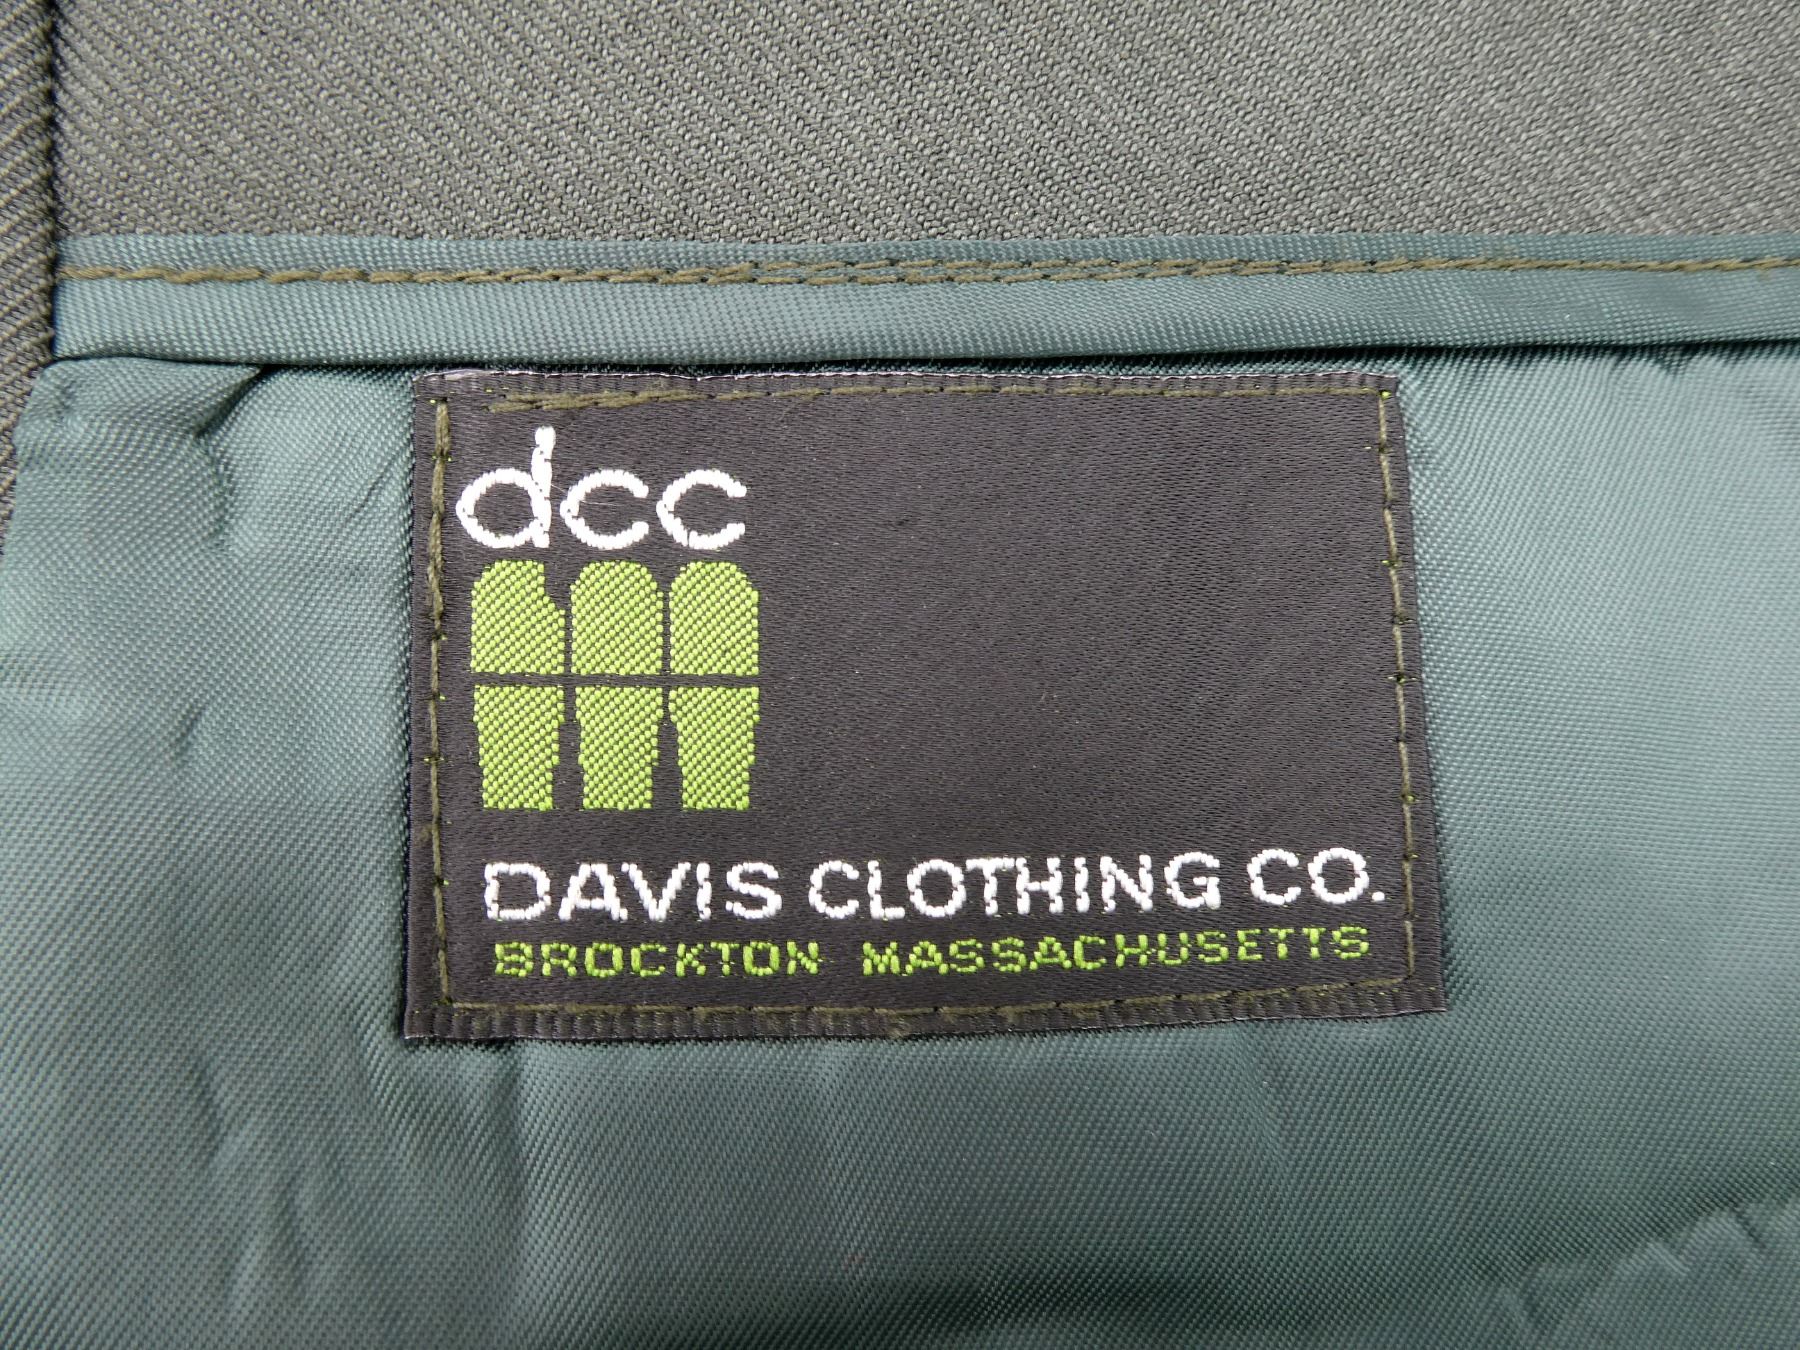 dcc
DAVIS CLOTHING CO.
BROCKTON MASSACHUSETTS